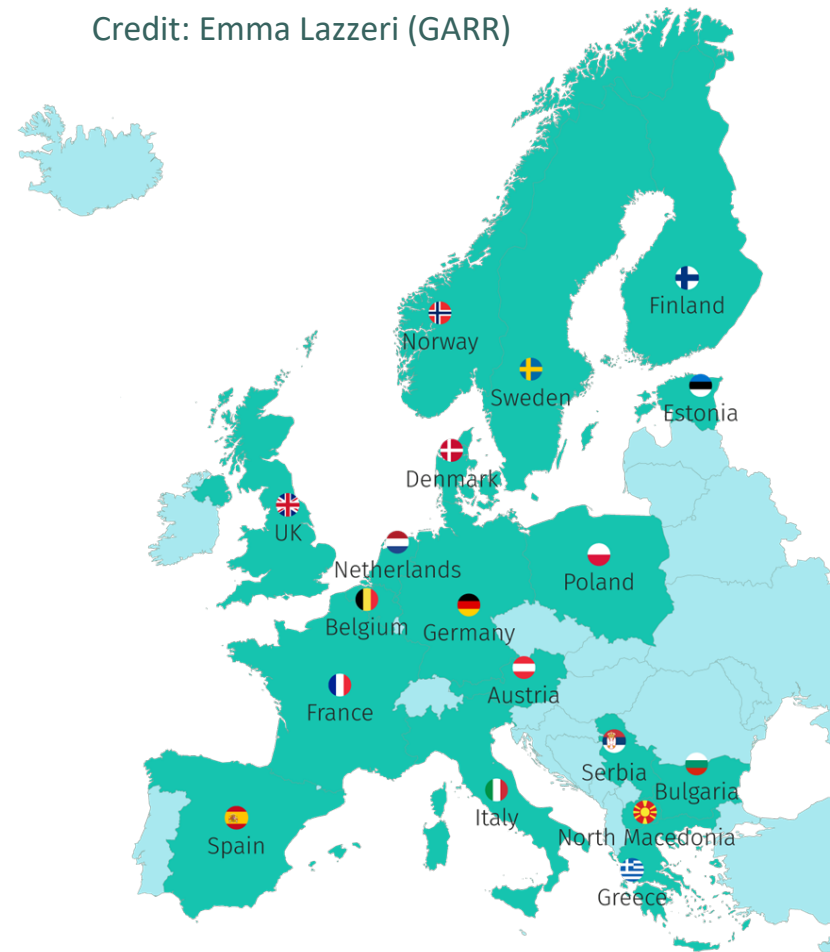 Credit: Emma Lazzeri (GARR)
Finland
Norway
Sweden
Estonia
Denmark
UK
Netherlands
Poland
Belgium
Germany
Austria
France
Serbia
Bulgaria
Italy
North Macedonia
Spain
Greece